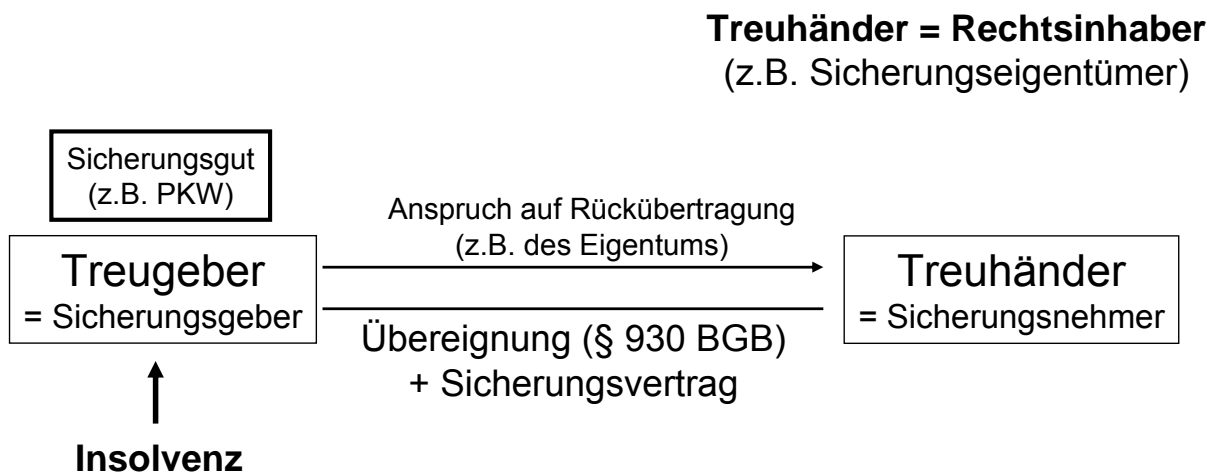 Treuhänder = Rechtsinhaber
(z.B. Sicherungseigentümer)
Sicherungsgut
(z.B. PKW)
Anspruch auf Rückübertragung
(z.B. des Eigentums)
Treugeber
= Sicherungsgeber
Treuhänder
= Sicherungsnehmer
Übereignung (§ 930 BGB)
+ Sicherungsvertrag
Insolvenz